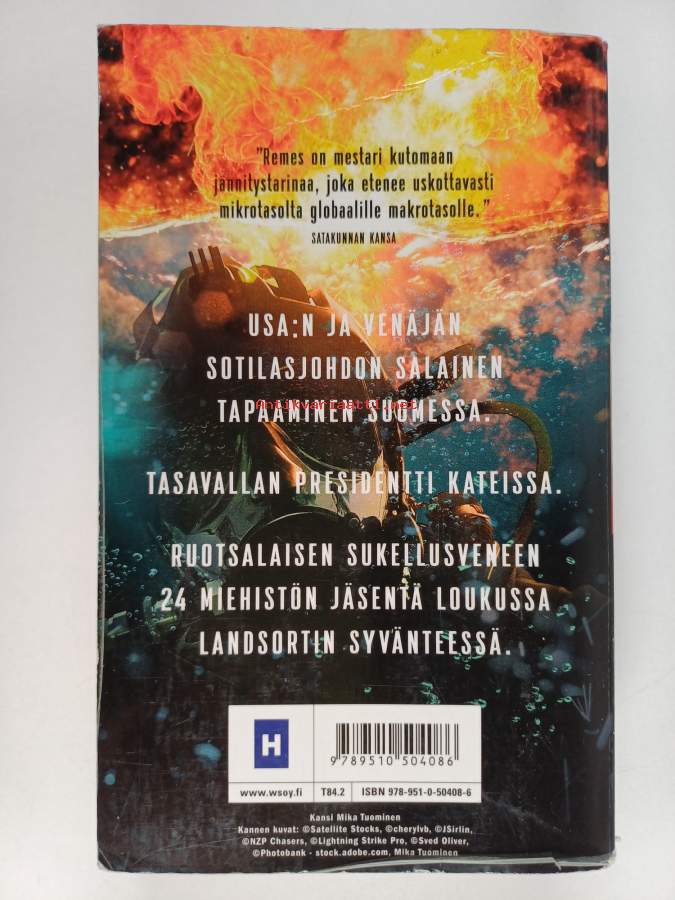 "Remes on mestari kutomaan
jännitystarinaa, joka etenee uskottavasti
mikrotasolta globaalille makrotasolle."
SATAKUNNAN KANSA
USA:N JA VENÄJÄN
SOTILASJOHDON SALAINEN
TAPAAMINEN SUOMESSA.
antikvariaatti.net
TASAVALLAN PRESIDENTTI KATEISSA.
RUOTSALAISEN SUKELLUSVENEEN
24 MIEHISTÖN JÄSENTÄ LOUKUSSA
LANDSORTIN SYVÄNTEESSÄ.
H
9789510504086
www.wsoy.fi
T84.2
ISBN 978-951-0-50408-6
Kansi Mika Tuominen
Kannen kuvat: ©Satellite Stocks, ©cherylvb, ©JSirlin,
©NZP Chasers, ©Lightning Strike Pro, ©Sved Oliver,
©Photobank - stock.adobe.com, Mika Tuominen